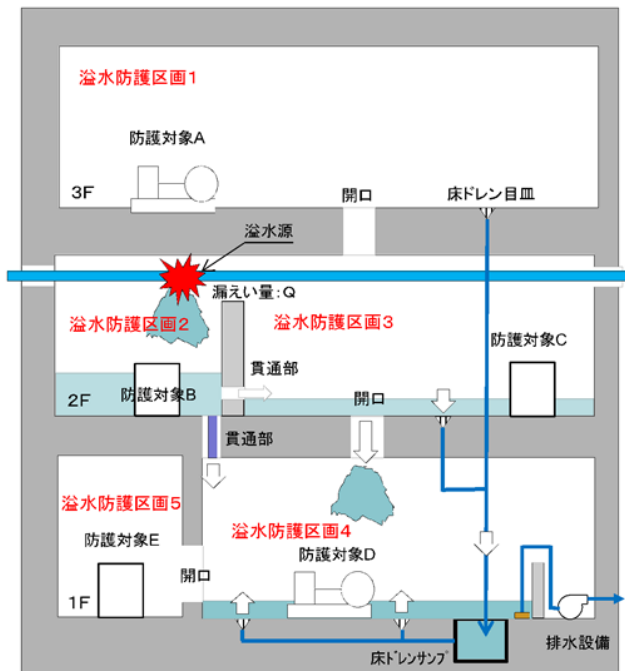 溢水防護区画1
防護対象A
3F
開口
床ドレン目皿
溢水源
漏えい量:Q
溢水防護区画2
溢水防護区画3
防護対象C
貫通部
防護対象B
開口
2F
貫通部
溢水防護区画5
溢水防護区画4
防護対象E
防護対象D
開口
1F
床ドレンサンプ
排水設備